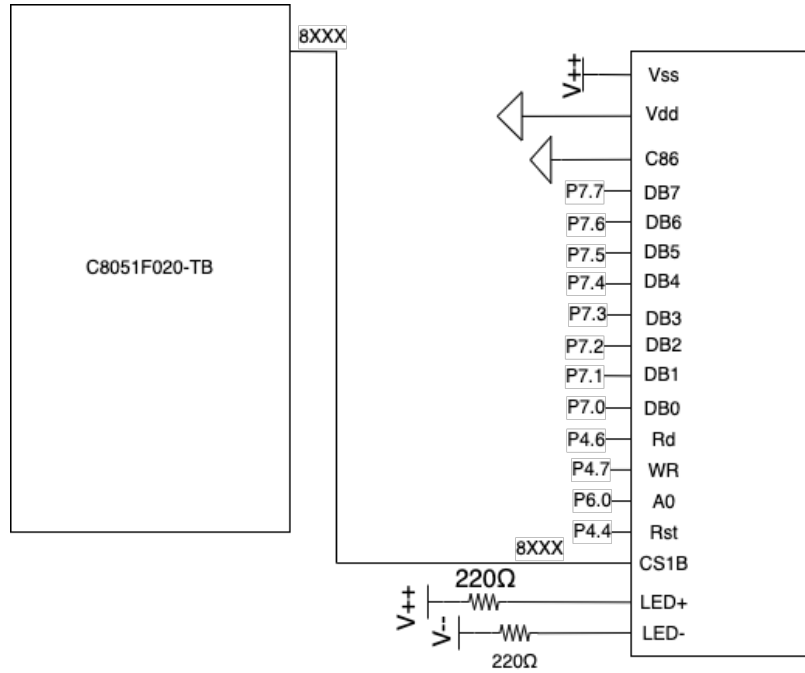 8XXX
C8051F020-TB
V++
Vss
Vdd
C86
P7.7
DB7
P7.6
DB6
P7.5
DB5
P7.4
DB4
P7.3
DB3
P7.2
DB2
P7.1
DB1
P7.0
DB0
P4.6
Rd
P4.7
WR
P6.0
A0
P4.4
Rst
8XXX
CS1B
220Ω
V++
LED+
V--
LED-
220Ω